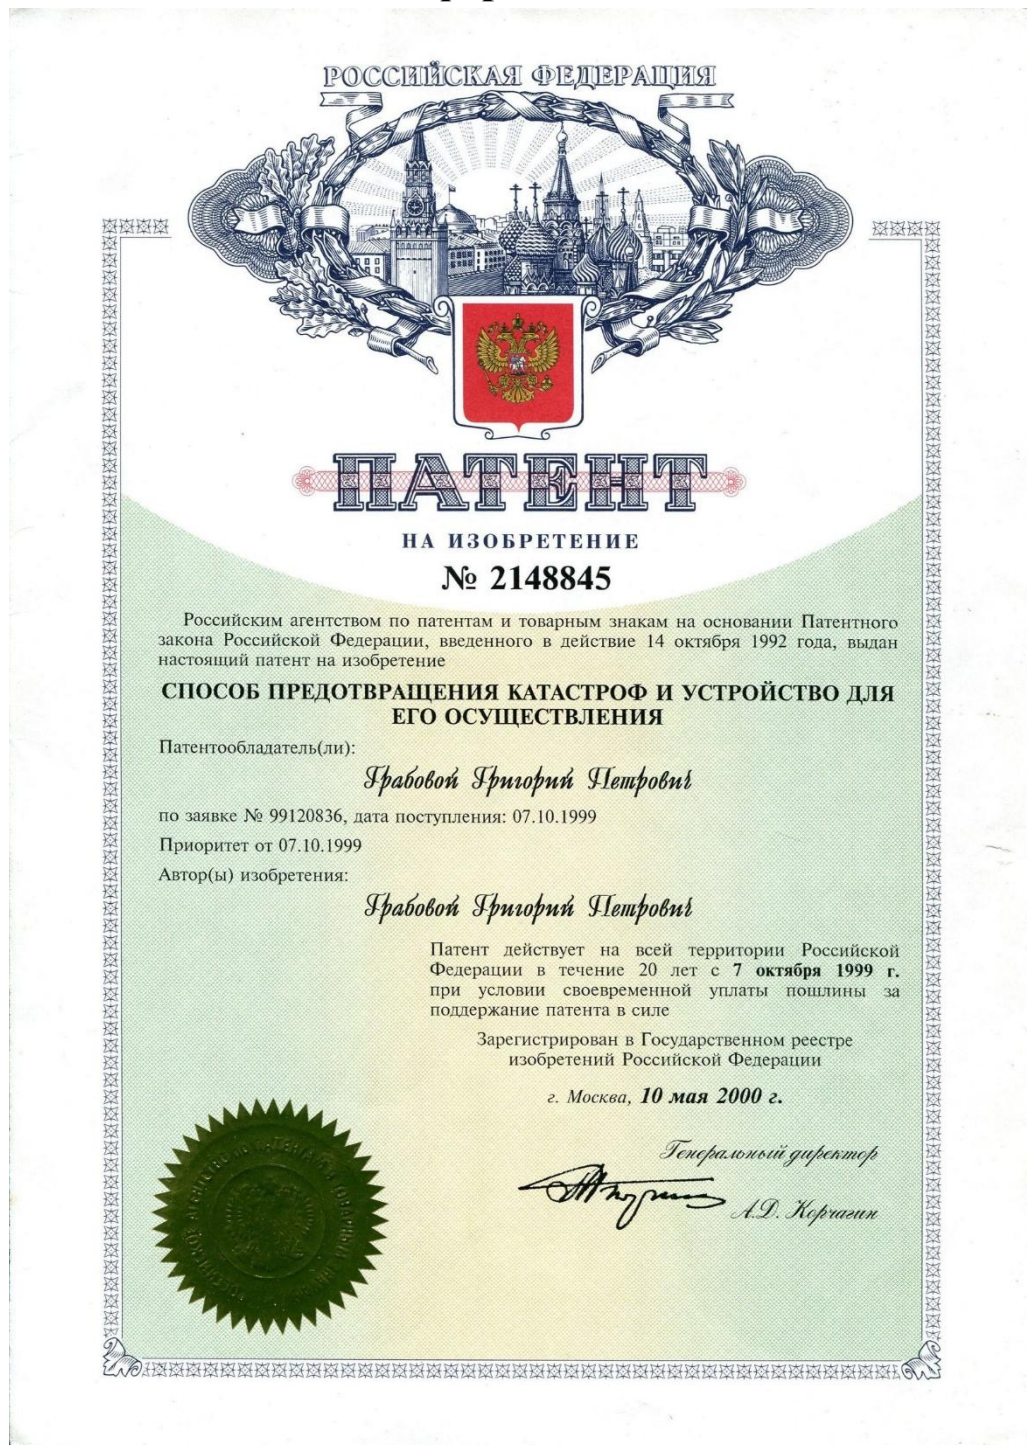 РОССИЙСКАЯ ФЕДЕРАЦИЯ
ПАТЕНТ
НА ИЗОБРЕТЕНИЕ
№ 2148845
Российским агентством по патентам и товарным знакам на основании Патентного
закона Российской Федерации, введенного в действие 14 октября 1992 года, выдан
настоящий патент на изобретение
СПОСОБ ПРЕДОТВРАЩЕНИЯ КАТАСТРОФ И УСТРОЙСТВО ДЛЯ
ЕГО ОСУЩЕСТВЛЕНИЯ
Патентообладатель(ли):
Грабовой Григорий Петрович
по заявке № 99120836, дата поступления: 07.10.1999
Приоритет от 07.10.1999
Автор(ы) изобретения:
Грабовой Григорий Петрович
Патент действует на всей территории Российской
Федерации в течение 20 лет с 7 октября 1999 г.
при условии своевременной уплаты пошлины за
поддержание патента в силе
Зарегистрирован в Государственном реестре
изобретений Российской Федерации
г. Москва, 10 мая 2000 г.
Генеральный директор
А.Д. Корчагин